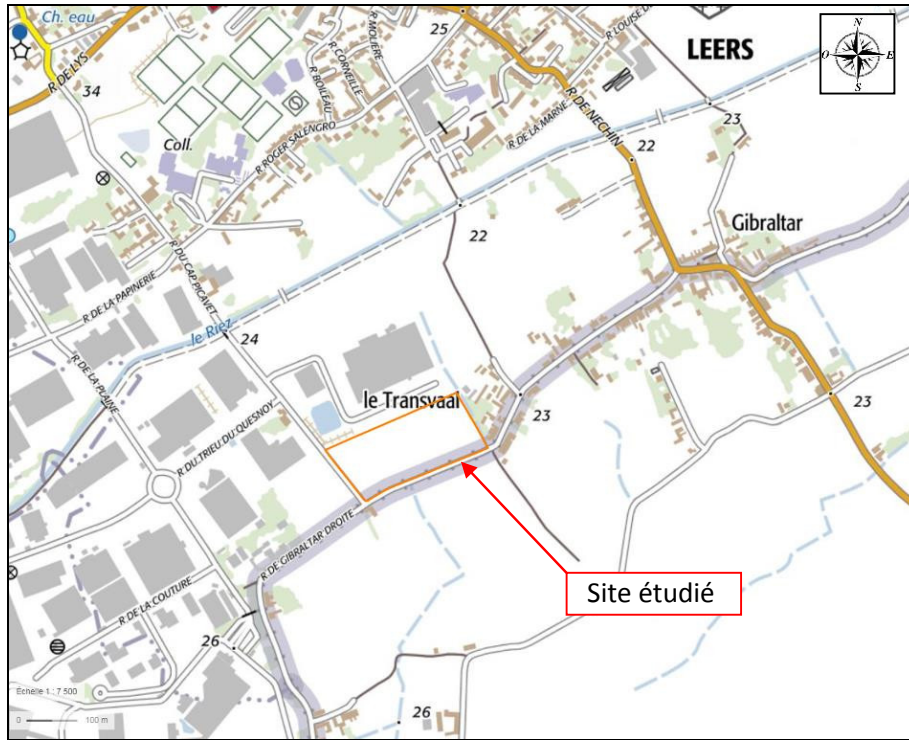 Ch. eau
R DE LYS
34
Coll.
R BOILEAU
R CORNEILLE
R MOLIÈRE
25
R ROGER SALENGRO
R LOUISE D
LEERS
N
O
E
S
R DE LA MARNE
R DE NECHIN
23
22
Gibraltar
22
R DU CAP PICAVET
R DE LA PAPINERIE
le Riez
24
R DE LA PLAINE
R DU TRIEU DU QUESNOY
le Transvaal
23
23
R DE GIBRALTAR DROITE
R DE LA COUTURE
26
Site étudié
26
Échelle 1 : 7 500
0
100 m